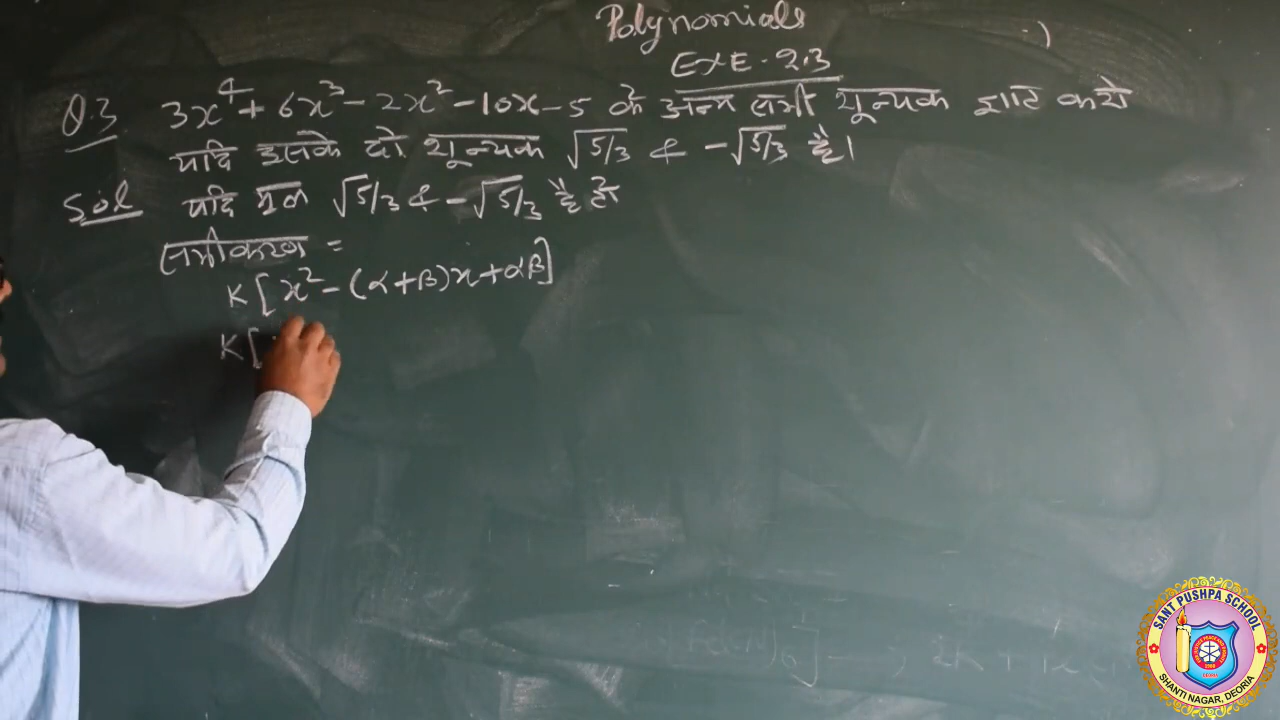 Polynomials
EXE. 2.3
Q.3 3x⁴ + 6x³ - 2x² - 10x - 5 के अन्य सभी शून्यक ज्ञात करो
यदि इसके दो शून्यक √5/3 & -√5/3 हैं।
Sol यदि मूल √5/3 & -√5/3 हैं तो
समीकरण =
K[x² - (α+β)x + αβ]
K[
SANT PUSHPA SCHOOL
SHANTI NAGAR, DEORIA